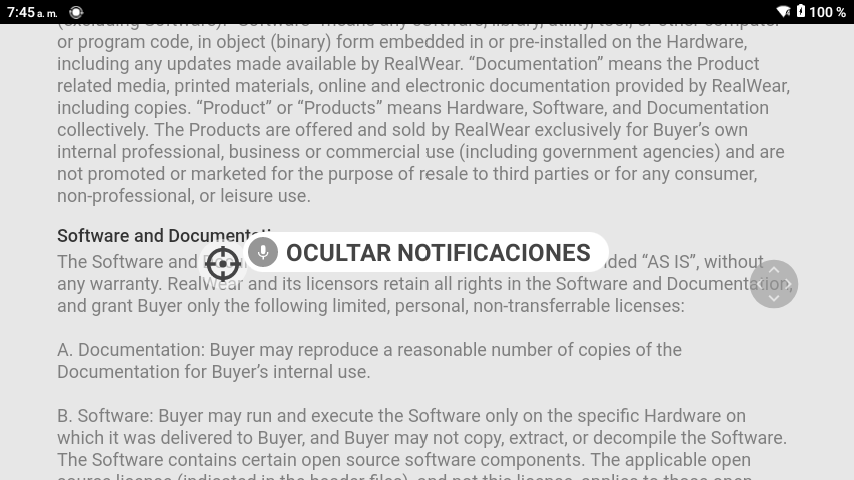 7:45 a. m.
100 %
or program code, in object (binary) form embedded in or pre-installed on the Hardware,
including any updates made available by RealWear. “Documentation” means the Product
related media, printed materials, online and electronic documentation provided by RealWear,
including copies. “Product” or “Products” means Hardware, Software, and Documentation
collectively. The Products are offered and sold by RealWear exclusively for Buyer’s own
internal professional, business or commercial use (including government agencies) and are
not promoted or marketed for the purpose of resale to third parties or for any consumer,
non-professional, or leisure use.
Software and
OCULTAR NOTIFICACIONES
The Software and “AS IS”, without
any warranty. RealWear and its licensors retain all rights in the Software and Documentation,
and grant Buyer only the following limited, personal, non-transferrable licenses:
A. Documentation: Buyer may reproduce a reasonable number of copies of the
Documentation for Buyer’s internal use.
B. Software: Buyer may run and execute the Software only on the specific Hardware on
which it was delivered to Buyer, and Buyer may not copy, extract, or decompile the Software.
The Software contains certain open source software components. The applicable open